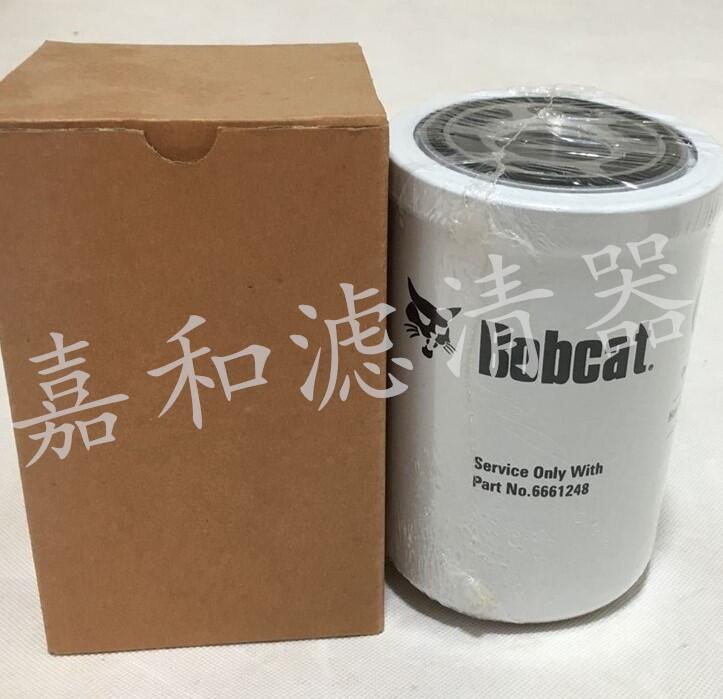 嘉和滤清器
Bobcat.
Service Only With
Part No.6661248